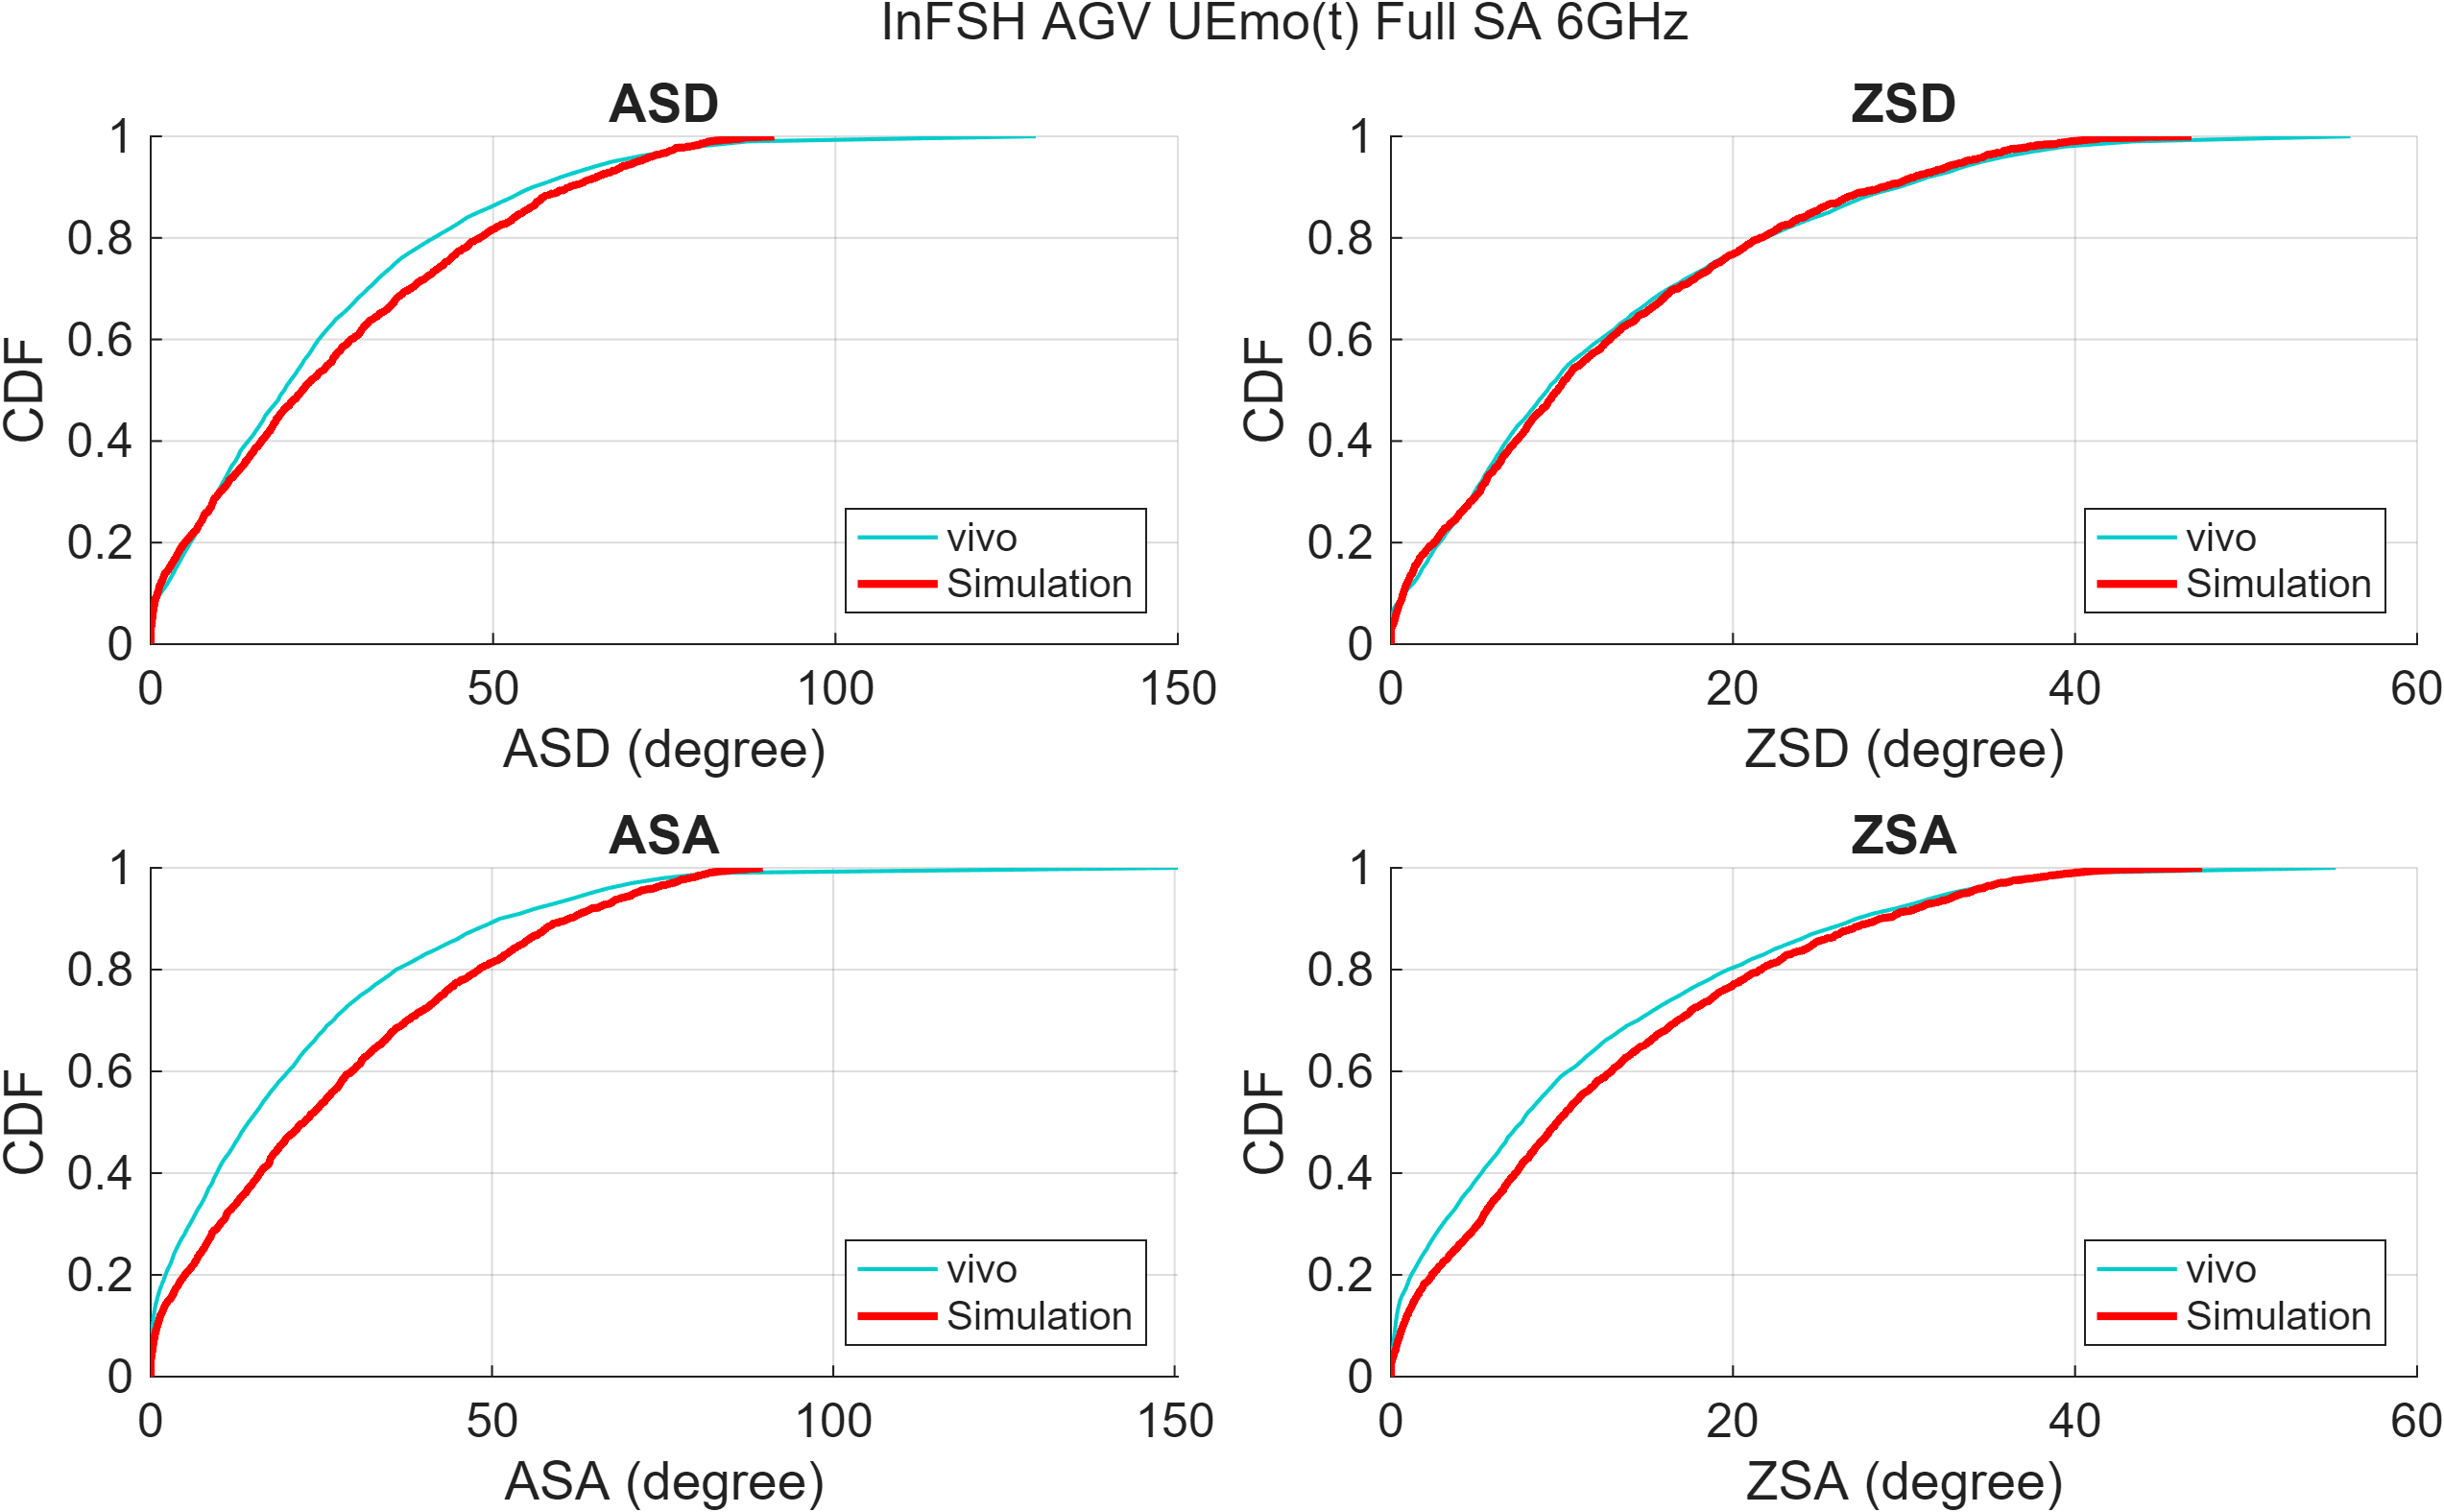 InFSH AGV UEmo(t) Full SA 6GHz
ASD
CDF
1
0.8
0.6
0.4
0.2
0
0 50 100 150
ASD (degree)
vivo
Simulation
ZSD
CDF
1
0.8
0.6
0.4
0.2
0
0 20 40 60
ZSD (degree)
vivo
Simulation
ASA
CDF
1
0.8
0.6
0.4
0.2
0
0 50 100 150
ASA (degree)
vivo
Simulation
ZSA
CDF
1
0.8
0.6
0.4
0.2
0
0 20 40 60
ZSA (degree)
vivo
Simulation